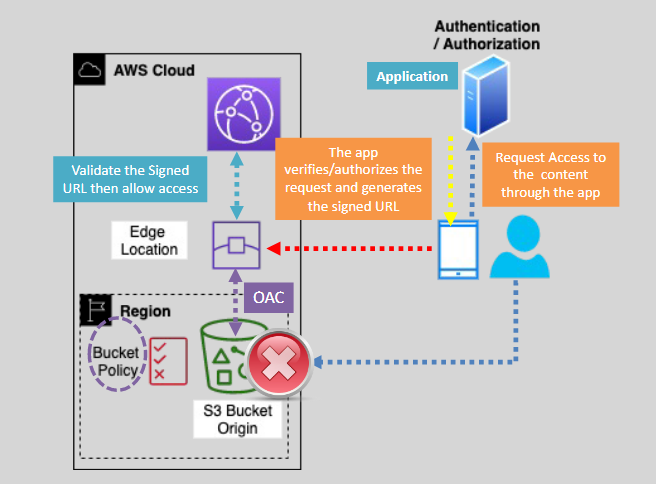 Authentication
/ Authorization
AWS Cloud
Application
Validate the Signed
URL then allow access
The app
verifies/authorizes the
request and generates
the signed URL
Request Access to
the content
through the app
Edge
Location
OAC
Region
Bucket
Policy
S3 Bucket
Origin